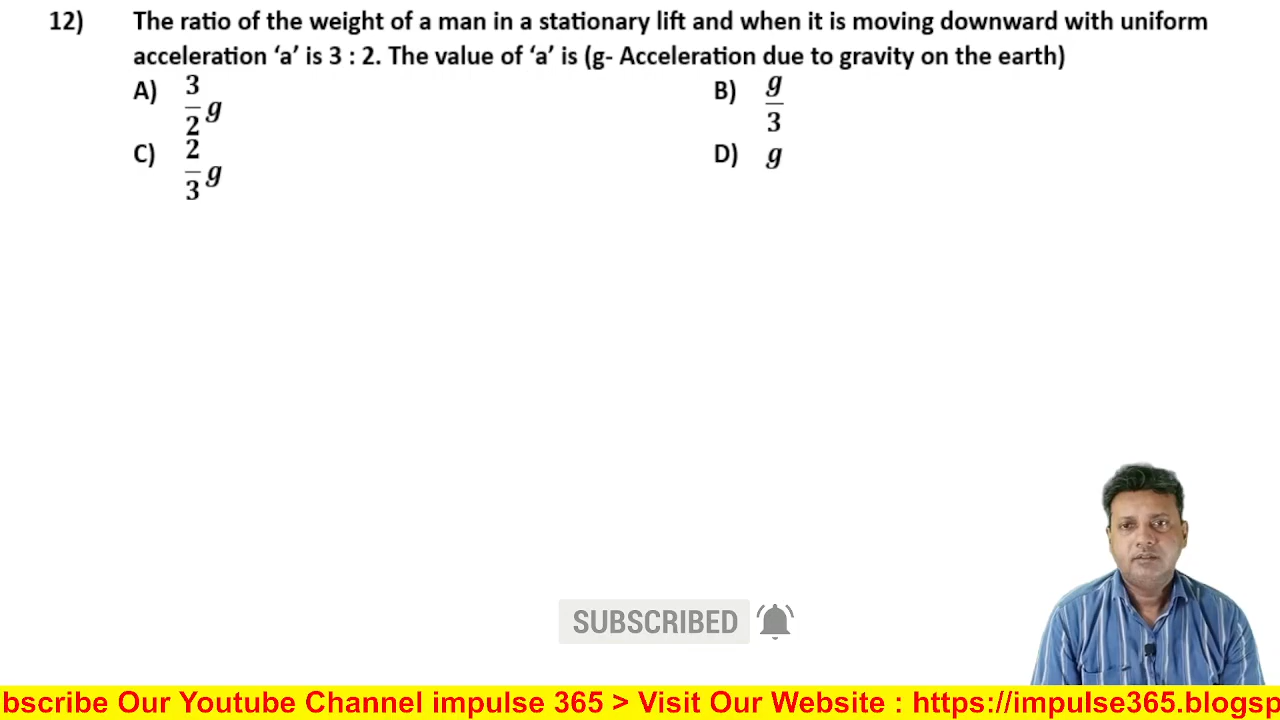 12) The ratio of the weight of a man in a stationary lift and when it is moving downward with uniform
acceleration ‘a’ is 3 : 2. The value of ‘a’ is (g- Acceleration due to gravity on the earth)
A) 3/2 g B) g/3
C) 2/3 g D) g
SUBSCRIBED
bscribe Our Youtube Channel impulse 365 > Visit Our Website : https://impulse365.blogsp